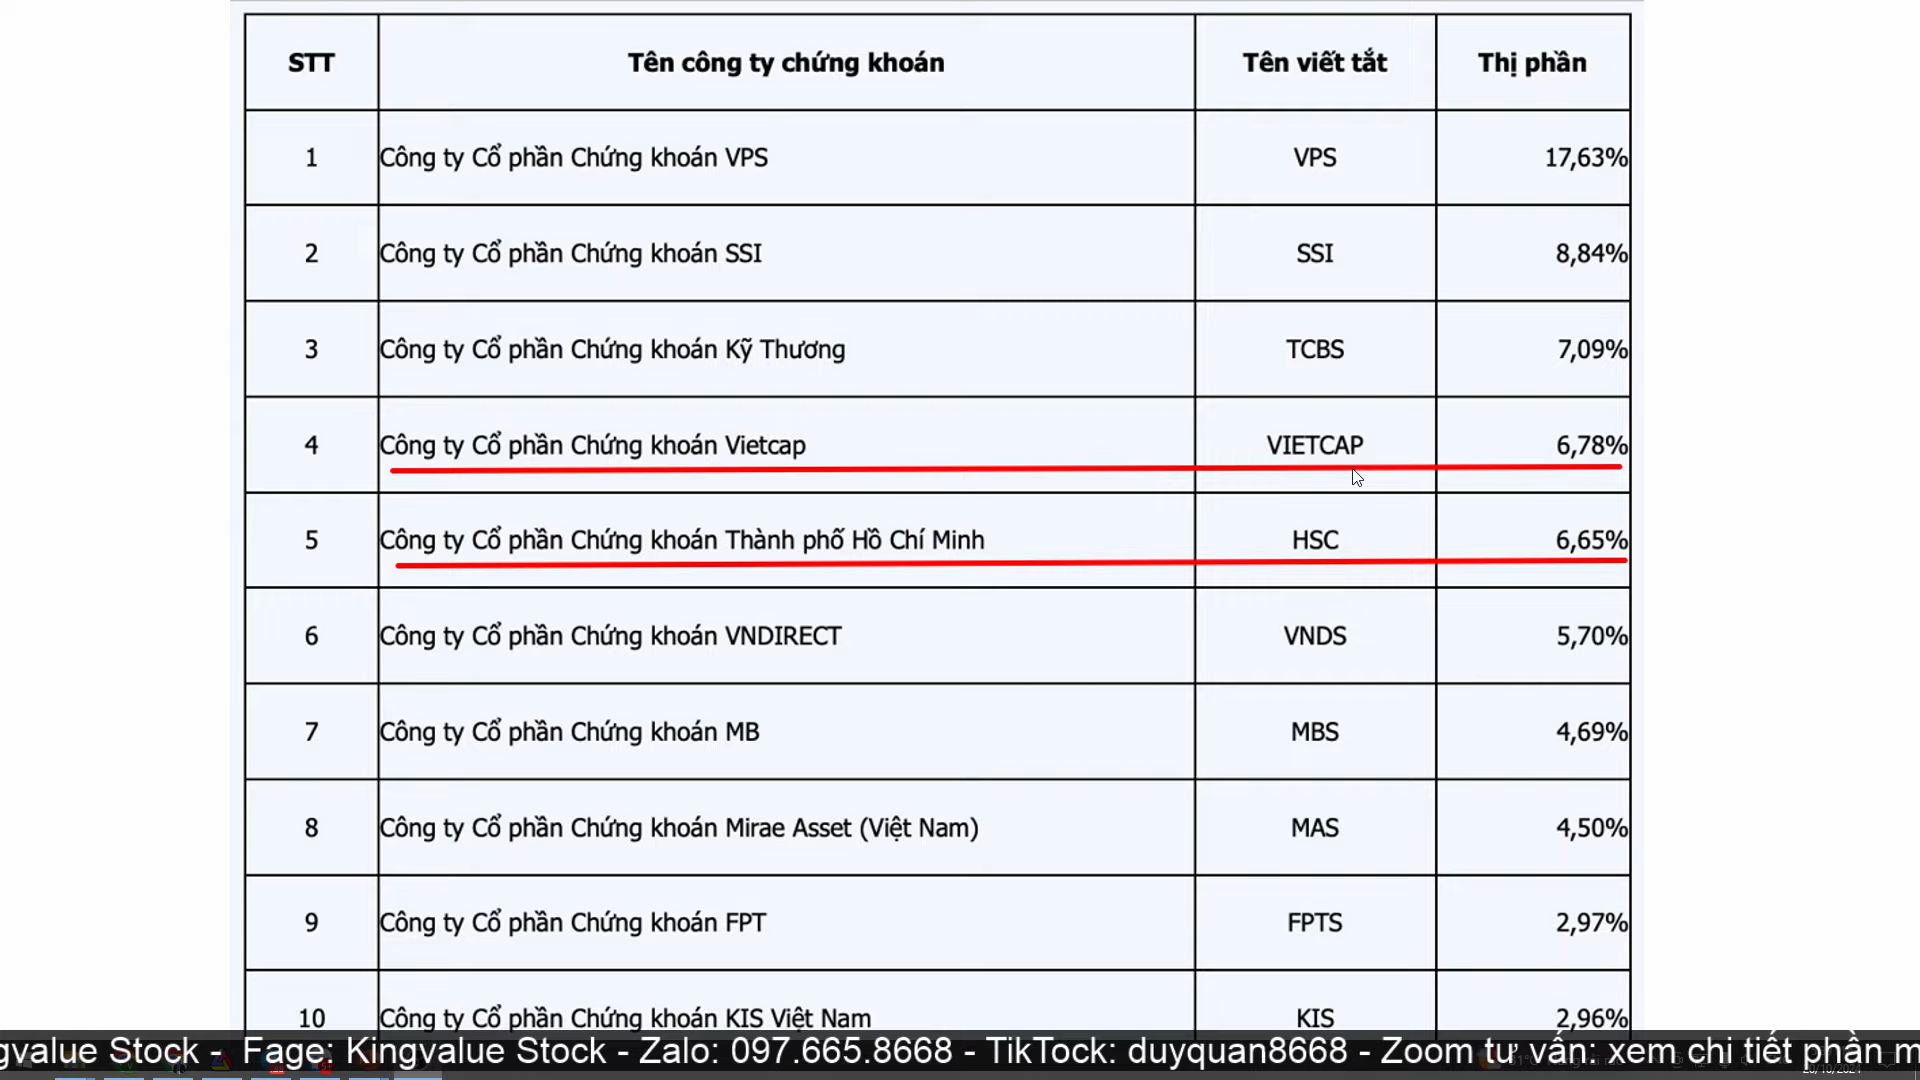 STT Tên công ty chứng khoán Tên viết tắt Thị phần
1 Công ty Cổ phần Chứng khoán VPS VPS 17,63%
2 Công ty Cổ phần Chứng khoán SSI SSI 8,84%
3 Công ty Cổ phần Chứng khoán Kỹ Thương TCBS 7,09%
4 Công ty Cổ phần Chứng khoán Vietcap VIETCAP 6,78%
5 Công ty Cổ phần Chứng khoán Thành phố Hồ Chí Minh HSC 6,65%
6 Công ty Cổ phần Chứng khoán VNDIRECT VNDS 5,70%
7 Công ty Cổ phần Chứng khoán MB MBS 4,69%
8 Công ty Cổ phần Chứng khoán Mirae Asset (Việt Nam) MAS 4,50%
9 Công ty Cổ phần Chứng khoán FPT FPTS 2,97%
10 Công ty Cổ phần Chứng khoán KIS Việt Nam KIS 2,96%
gvalue Stock - Fage: Kingvalue Stock - Zalo: 097.665.8668 - TikTock: duyquan8668 - Zoom tư vấn: xem chi tiết phần m
20/10/2024